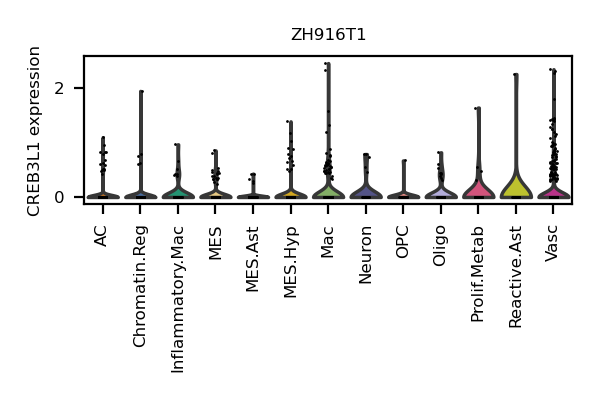 ZH916T1
CREB3L1 expression
2
0
AC
Chromatin.Reg
Inflammatory.Mac
MES
MES.Ast
MES.Hyp
Mac
Neuron
OPC
Oligo
Prolif.Metab
Reactive.Ast
Vasc